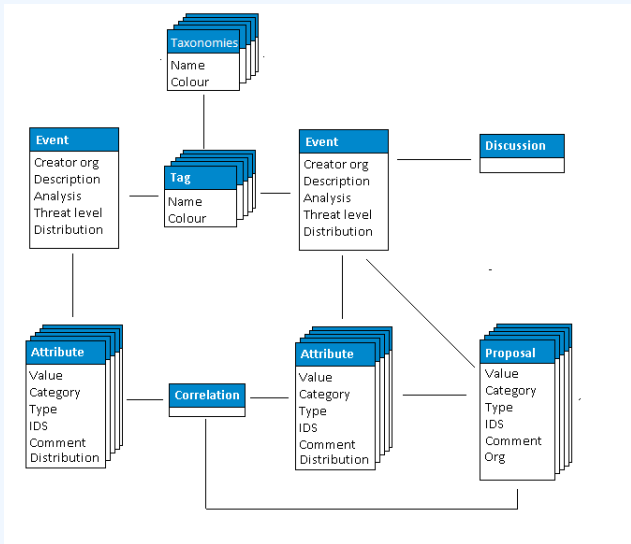 Taxonomies
Name
Colour
Event
Creator org
Description
Analysis
Threat level
Distribution
Tag
Name
Colour
Event
Creator org
Description
Analysis
Threat level
Distribution
Discussion
Attribute
Value
Category
Type
IDS
Comment
Distribution
Correlation
Attribute
Value
Category
Type
IDS
Comment
Distribution
Proposal
Value
Category
Type
IDS
Comment
Org